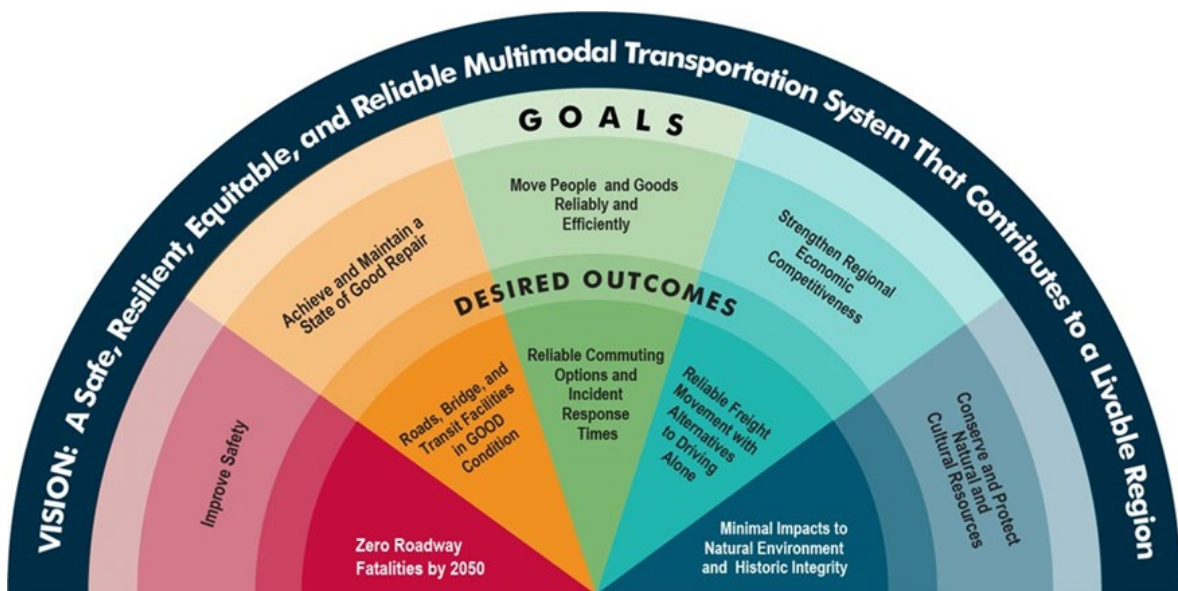 VISION: A Safe, Resilient, Equitable, and Reliable Multimodal Transportation System That Contributes to a Livable Region
GOALS
Improve Safety
Achieve and Maintain a
State of Good Repair
Move People and Goods
Reliably and
Efficiently
Strengthen Regional
Economic
Competitiveness
Conserve and Protect
Natural and
Cultural Resources
DESIRED OUTCOMES
Zero Roadway
Fatalities by 2050
Roads, Bridge, and
Transit Facilities
in GOOD
Condition
Reliable Commuting
Options and
Incident
Response
Times
Reliable Freight
Movement with
Alternatives
to Driving
Alone
Minimal Impacts to
Natural Environment
and Historic Integrity